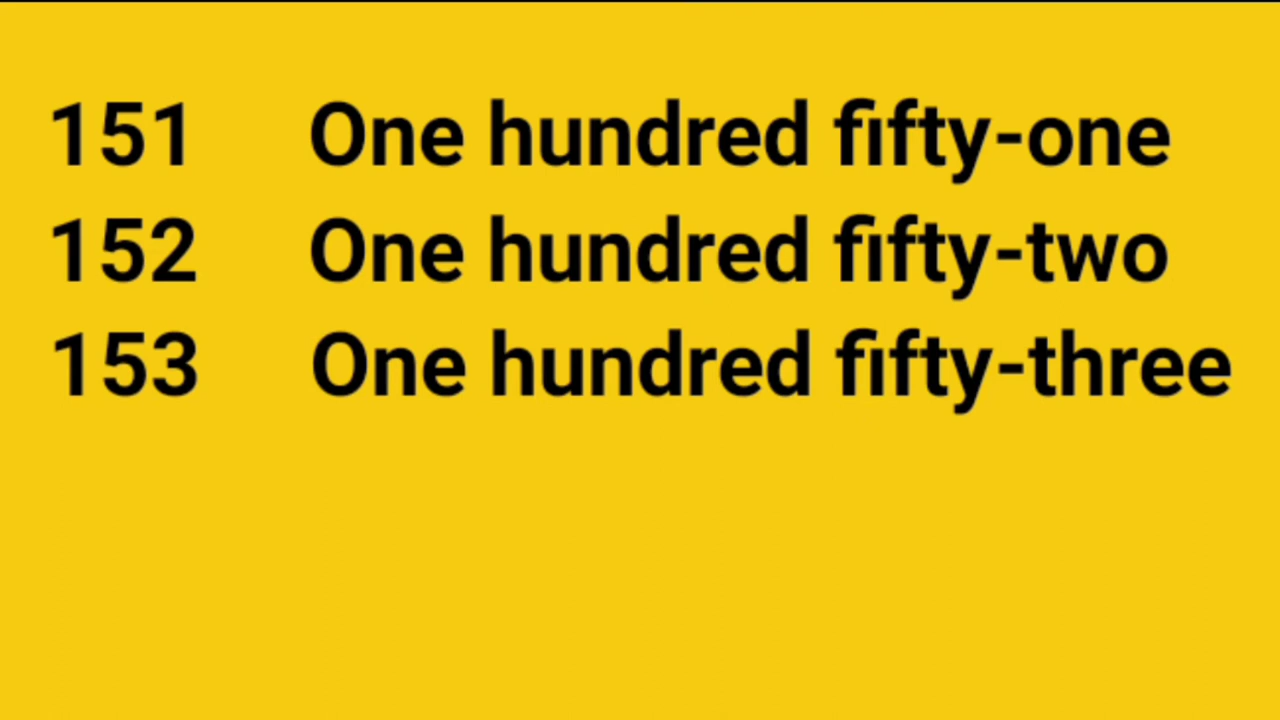 151 One hundred fifty-one
152 One hundred fifty-two
153 One hundred fifty-three